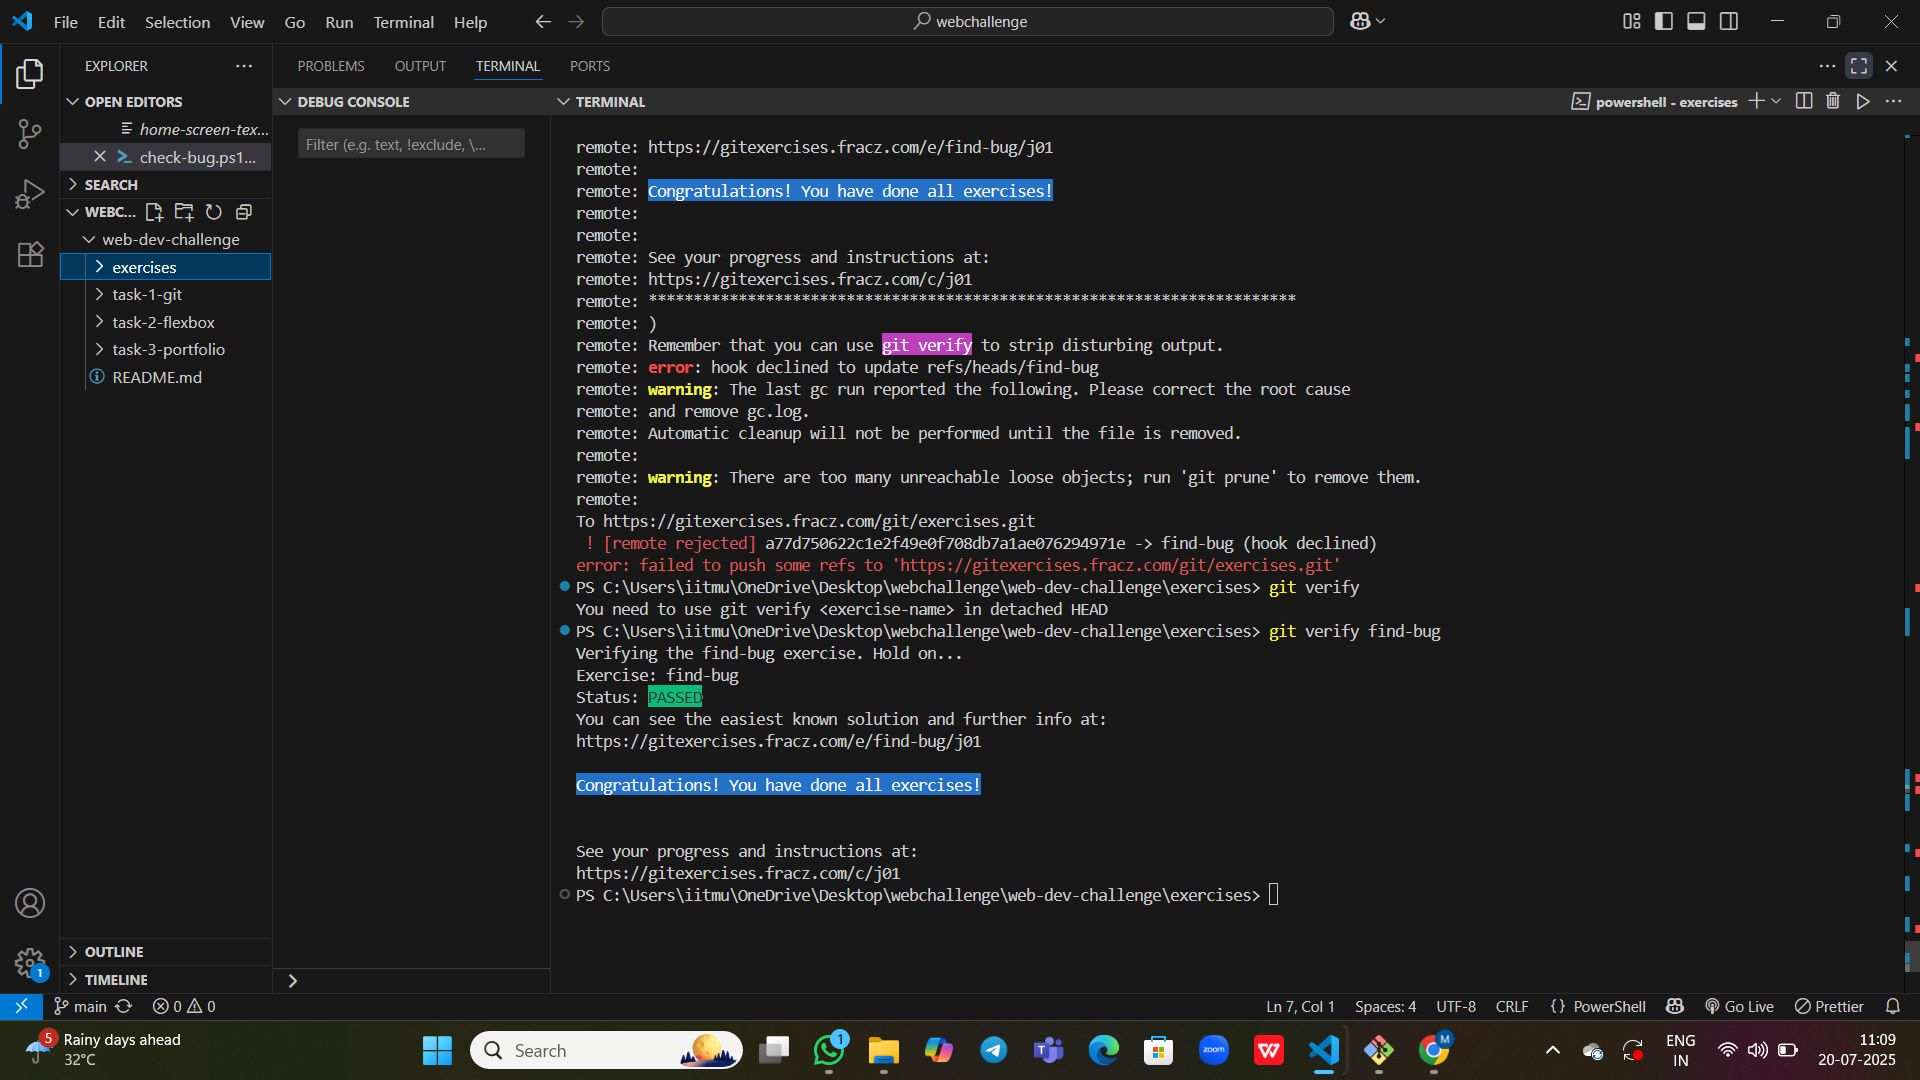 File Edit Selection View Go Run Terminal Help
webchallenge
EXPLORER
OPEN EDITORS
home-screen-tex...
check-bug.ps1...
SEARCH
WEBC...
web-dev-challenge
exercises
task-1-git
task-2-flexbox
task-3-portfolio
README.md
OUTLINE
TIMELINE
PROBLEMS OUTPUT TERMINAL PORTS
DEBUG CONSOLE
Filter (e.g. text, !exclude, \...
TERMINAL
powershell - exercises
remote: https://gitexercises.fracz.com/e/find-bug/j01
remote:
remote: Congratulations! You have done all exercises!
remote:
remote:
remote: See your progress and instructions at:
remote: https://gitexercises.fracz.com/c/j01
remote: ************************************************************************
remote: )
remote: Remember that you can use git verify to strip disturbing output.
remote: error: hook declined to update refs/heads/find-bug
remote: warning: The last gc run reported the following. Please correct the root cause
remote: and remove gc.log.
remote: Automatic cleanup will not be performed until the file is removed.
remote:
remote: warning: There are too many unreachable loose objects; run 'git prune' to remove them.
remote:
To https://gitexercises.fracz.com/git/exercises.git
! [remote rejected] a77d750622c1e2f49e0f708db7a1ae076294971e -> find-bug (hook declined)
error: failed to push some refs to 'https://gitexercises.fracz.com/git/exercises.git'
PS C:\Users\iitmu\OneDrive\Desktop\webchallenge\web-dev-challenge\exercises> git verify
You need to use git verify <exercise-name> in detached HEAD
PS C:\Users\iitmu\OneDrive\Desktop\webchallenge\web-dev-challenge\exercises> git verify find-bug
Verifying the find-bug exercise. Hold on...
Exercise: find-bug
Status: PASSED
You can see the easiest known solution and further info at:
https://gitexercises.fracz.com/e/find-bug/j01
Congratulations! You have done all exercises!
See your progress and instructions at:
https://gitexercises.fracz.com/c/j01
PS C:\Users\iitmu\OneDrive\Desktop\webchallenge\web-dev-challenge\exercises>
1
main 0 0
Ln 7, Col 1 Spaces: 4 UTF-8 CRLF {} PowerShell Go Live Prettier
5
Rainy days ahead
32°C
Search
1
zoom
W
M
ENG
IN
11:09
20-07-2025